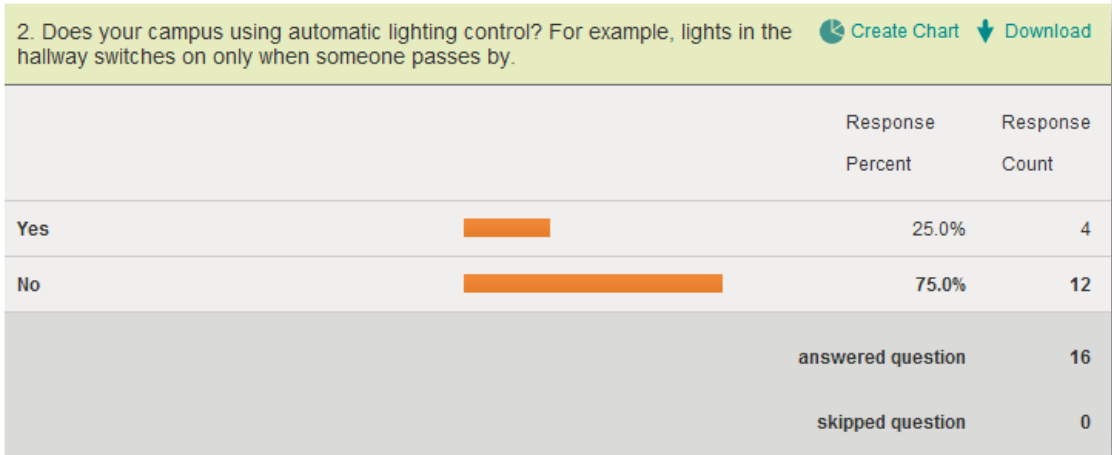 2. Does your campus using automatic lighting control? For example, lights in the
hallway switches on only when someone passes by.
Create Chart Download
Response Response
Percent Count
Yes 25.0% 4
No 75.0% 12
answered question 16
skipped question 0